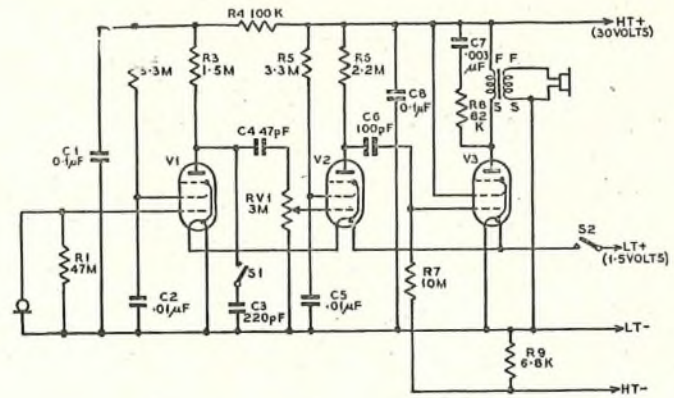 R4 100K
HT+
(30VOLTS)
R3
1.5M
R5
3.3M
R6
2.2M
C7
.003
μF
F F
S S
3.3M
C8
0.1μF
R8
82
K
C1
0.1μF
C4 47pF
C6
100pF
V1
V2
V3
RV1
3M
S2
LT+
(1.5VOLTS)
R1
47M
S1
R7
10M
C2
.01μF
C3
220pF
C5
.01μF
LT-
R9
6.8K
HT-